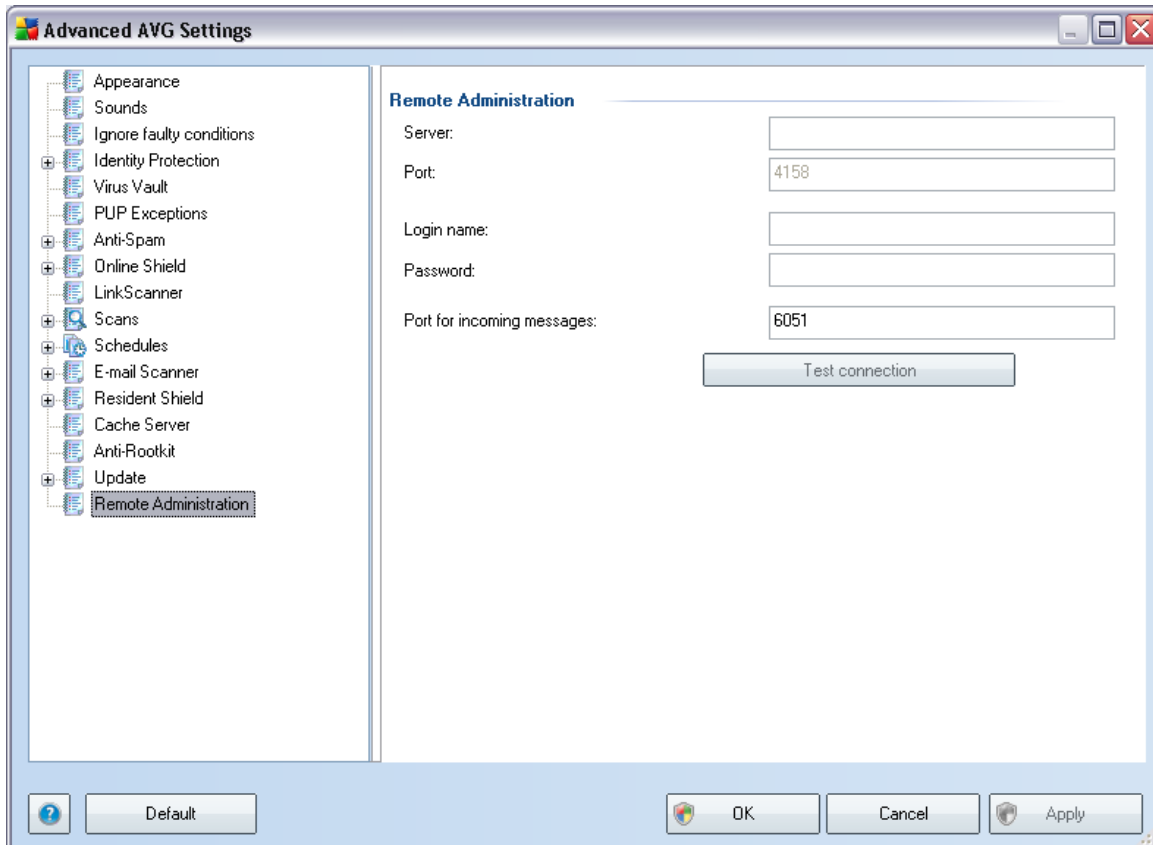 Advanced AVG Settings
Appearance
Sounds
Ignore faulty conditions
Identity Protection
Virus Vault
PUP Exceptions
Anti-Spam
Online Shield
LinkScanner
Scans
Schedules
E-mail Scanner
Resident Shield
Cache Server
Anti-Rootkit
Update
Remote Administration
Remote Administration
Server:
Port: 4158
Login name:
Password:
Port for incoming messages: 6051
Test connection
? Default OK Cancel Apply